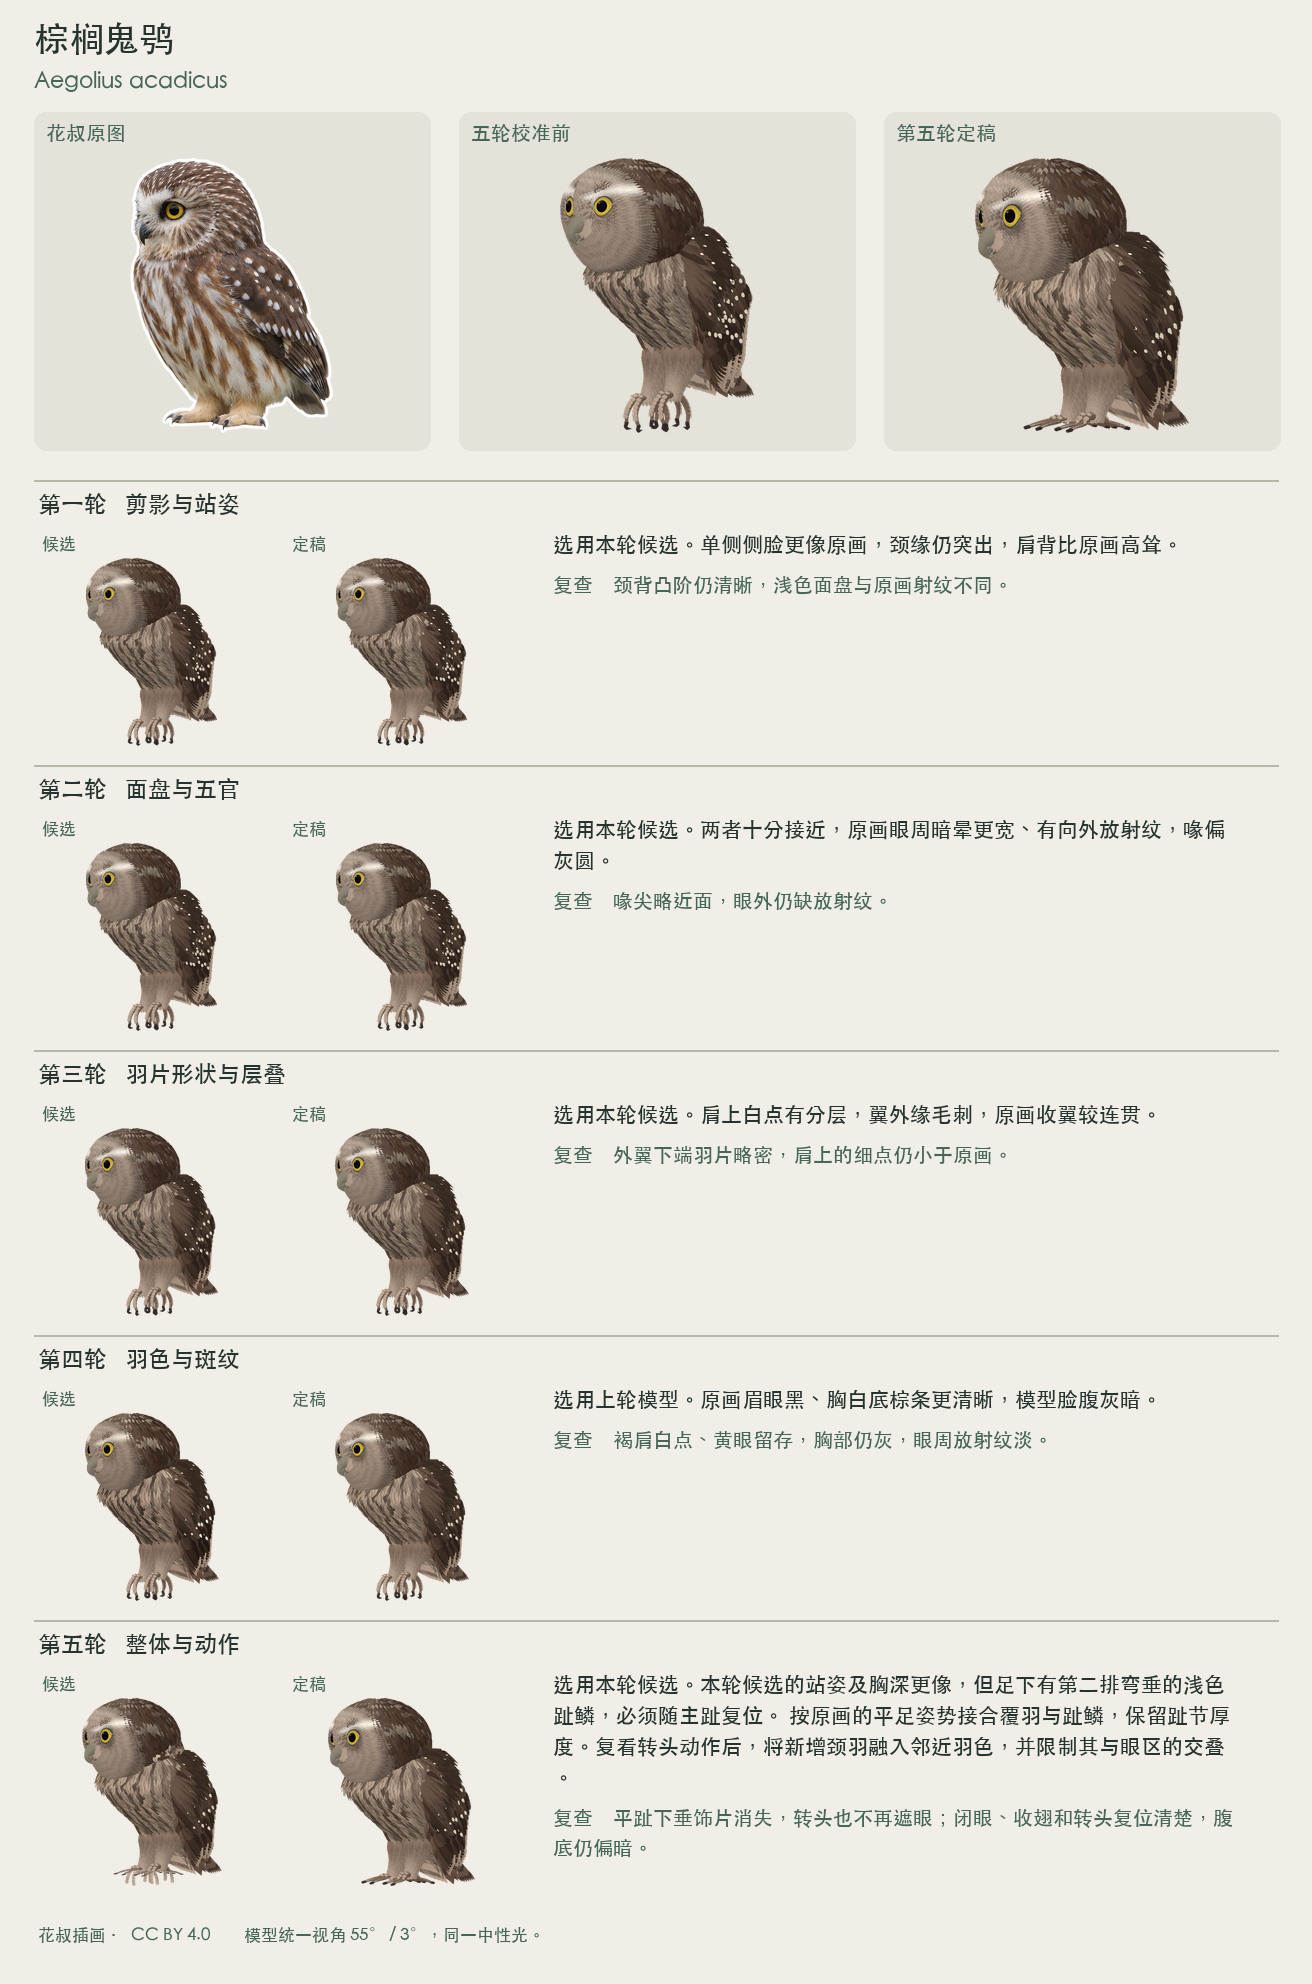 棕榈鬼鸮
Aegolius acadicus
花叔原图
五轮校准前
第五轮定稿
第一轮 剪影与站姿
候选
定稿
选用本轮候选。单侧侧脸更像原画，颈缘仍突出，肩背比原画高耸。
复查 颈背凸阶仍清晰，浅色面盘与原画射纹不同。
第二轮 面盘与五官
候选
定稿
选用本轮候选。两者十分接近，原画眼周暗晕更宽、有向外放射纹，喙偏
灰圆。
复查 喙尖略近面，眼外仍缺放射纹。
第三轮 羽片形状与层叠
候选
定稿
选用本轮候选。肩上白点有分层，翼外缘毛刺，原画收翼较连贯。
复查 外翼下端羽片略密，肩上的细点仍小于原画。
第四轮 羽色与斑纹
候选
定稿
选用上轮模型。原画眉眼黑、胸白底棕条更清晰，模型脸腹灰暗。
复查 褐肩白点、黄眼留存，胸部仍灰，眼周放射纹淡。
第五轮 整体与动作
候选
定稿
选用本轮候选。本轮候选的站姿及胸深更像，但足下有第二排弯垂的浅色
趾鳞，必须随主趾复位。 按原画的平足姿势接合覆羽与趾鳞，保留趾节厚
度。复看转头动作后，将新增颈羽融入邻近羽色，并限制其与眼区的交叠
。
复查 平趾下垂饰片消失，转头也不再遮眼；闭眼、收翅和转头复位清楚，腹
底仍偏暗。
花叔插画 · CC BY 4.0 模型统一视角 55° / 3°，同一中性光。